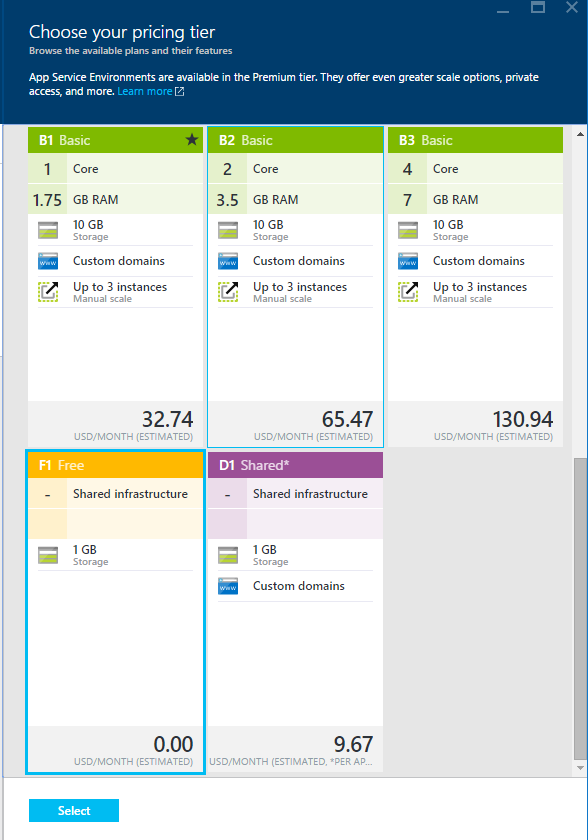 Choose your pricing tier
Browse the available plans and their features
App Service Environments are available in the Premium tier. They offer even greater scale options, private
access, and more. Learn more
B1 Basic
1 Core
1.75 GB RAM
10 GB
Storage
www
Custom domains
Up to 3 instances
Manual scale
32.74
USD/MONTH (ESTIMATED)
B2 Basic
2 Core
3.5 GB RAM
10 GB
Storage
www
Custom domains
Up to 3 instances
Manual scale
65.47
USD/MONTH (ESTIMATED)
B3 Basic
4 Core
7 GB RAM
10 GB
Storage
www
Custom domains
Up to 3 instances
Manual scale
130.94
USD/MONTH (ESTIMATED)
F1 Free
- Shared infrastructure
1 GB
Storage
0.00
USD/MONTH (ESTIMATED)
D1 Shared*
- Shared infrastructure
1 GB
Storage
www
Custom domains
9.67
USD/MONTH (ESTIMATED, *PER AP...
Select